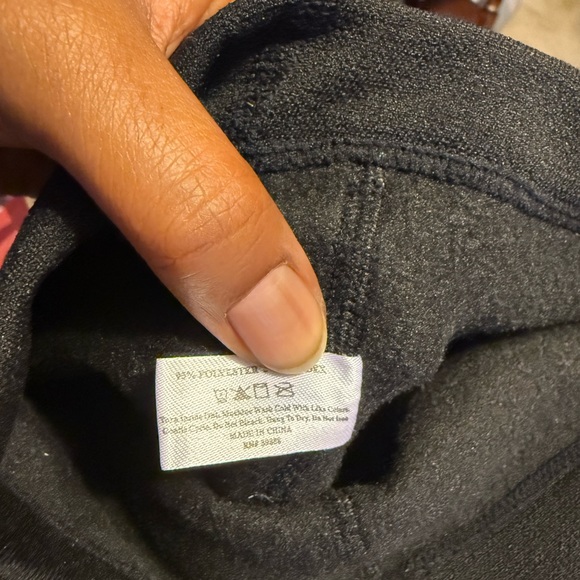 95% POLYESTER
Turn Inside Out, Machine Wash Cold With Like Colors.
Gentle Cycle, Do Not Bleach, Hang To Dry, Do Not Iron
MADE IN CHINA
RN#